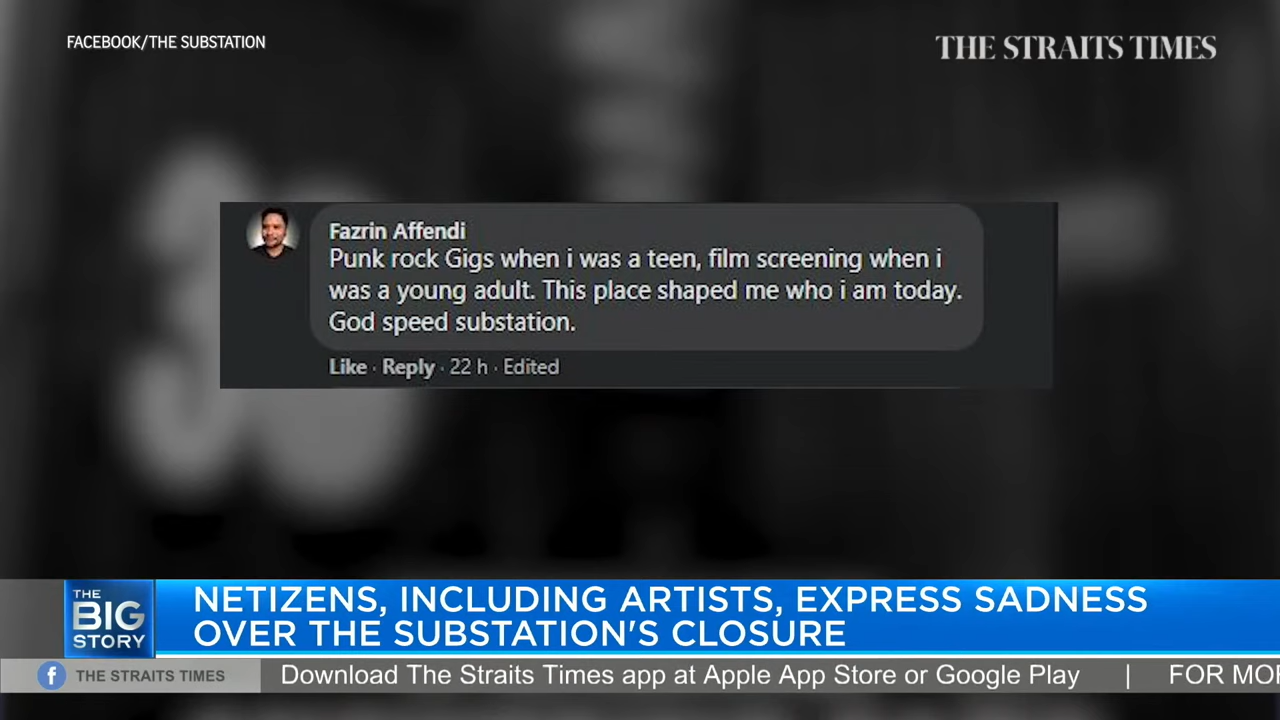 FACEBOOK/THE SUBSTATION
THE STRAITS TIMES
Fazrin Affendi
Punk rock Gigs when i was a teen, film screening when i
was a young adult. This place shaped me who i am today.
God speed substation.
Like · Reply · 22 h · Edited
THE
BIG
STORY
NETIZENS, INCLUDING ARTISTS, EXPRESS SADNESS
OVER THE SUBSTATION'S CLOSURE
THE STRAITS TIMES
Download The Straits Times app at Apple App Store or Google Play | FOR